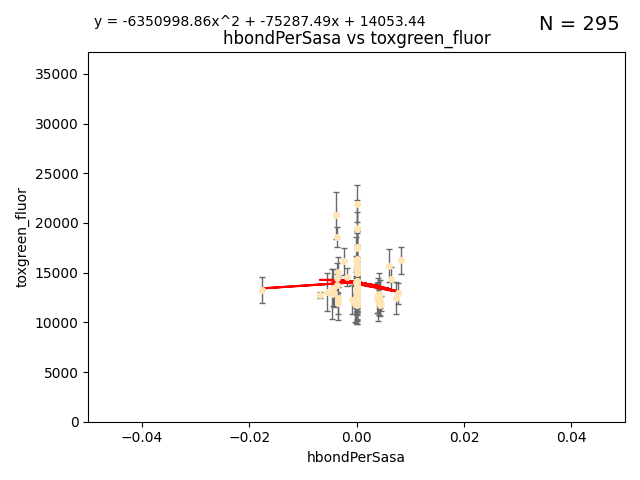 y = -6350998.86x^2 + -75287.49x + 14053.44
N = 295
hbondPerSasa vs toxgreen_fluor
35000
30000
25000
20000
15000
10000
5000
0
toxgreen_fluor
−0.04
−0.02
0.00
0.02
0.04
hbondPerSasa